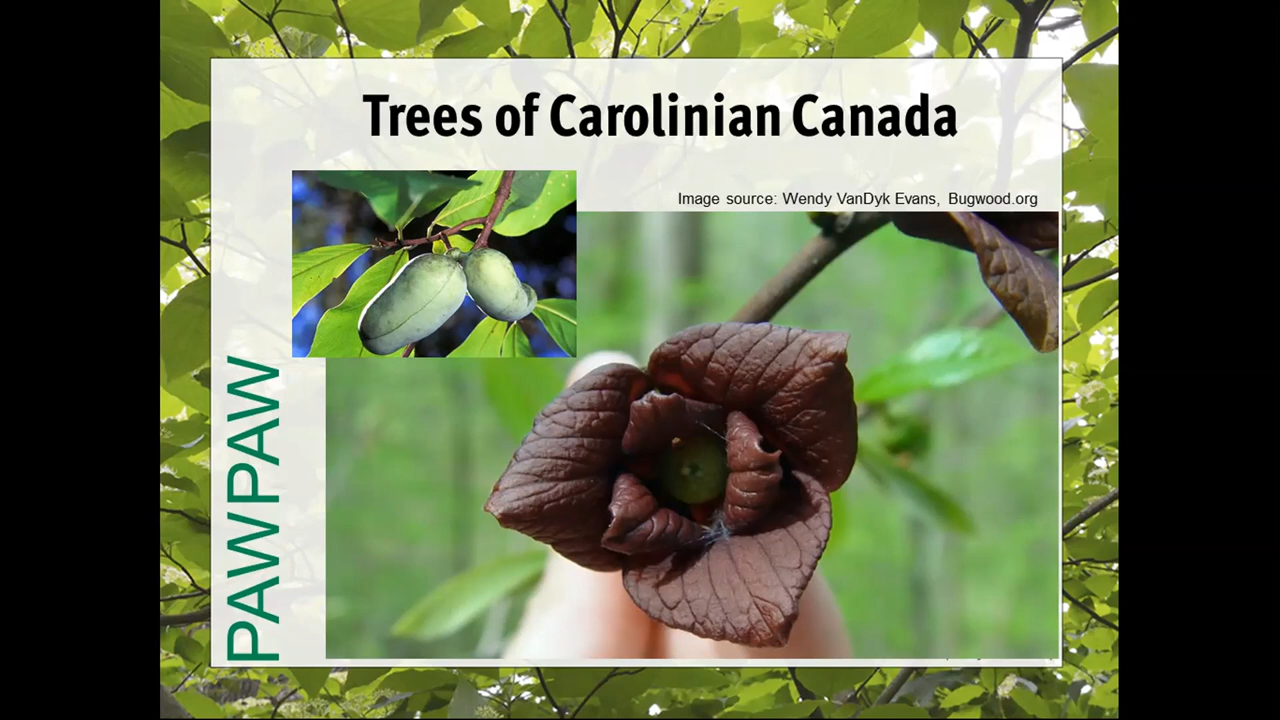 Trees of Carolinian Canada
Image source: Wendy VanDyk Evans, Bugwood.org
PAWPAW